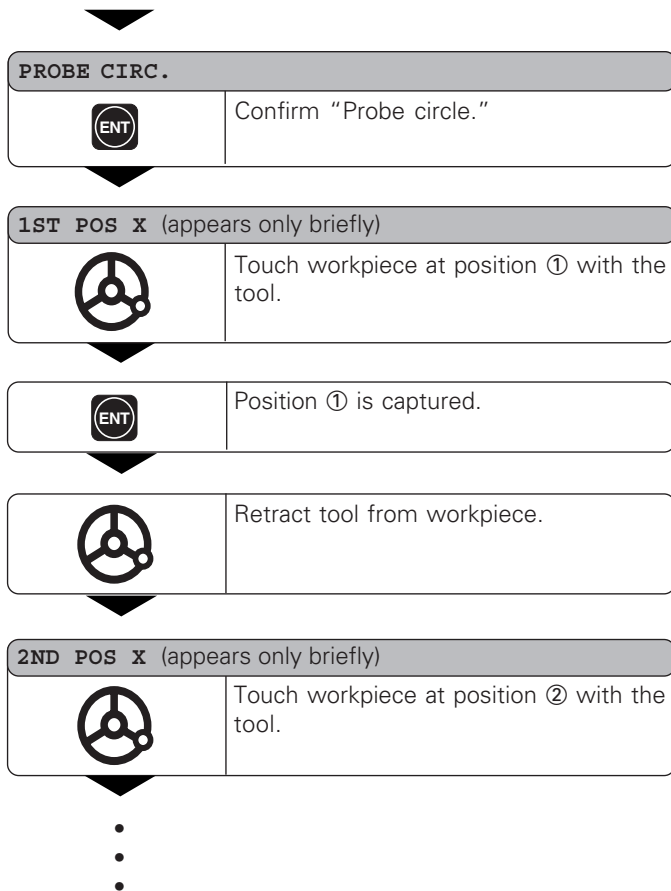 PROBE CIRC.
ENT
Confirm “Probe circle.”
1ST POS X (appears only briefly)
Touch workpiece at position ① with the
tool.
ENT
Position ① is captured.
Retract tool from workpiece.
2ND POS X (appears only briefly)
Touch workpiece at position ② with the
tool.